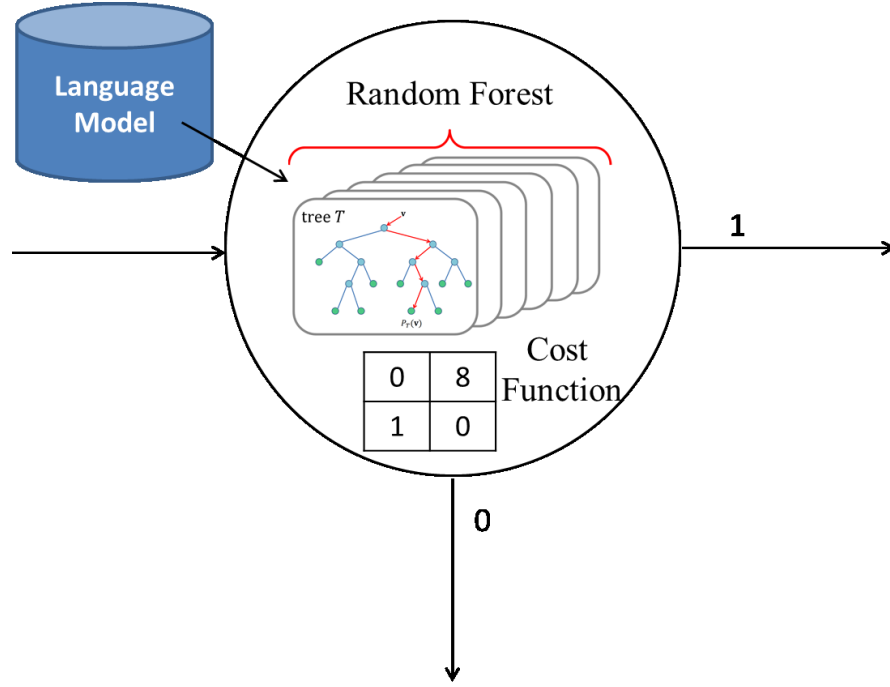 Language
Model
Random Forest
tree T
v
P_T(v)
Cost
Function
0 8
1 0
1
0